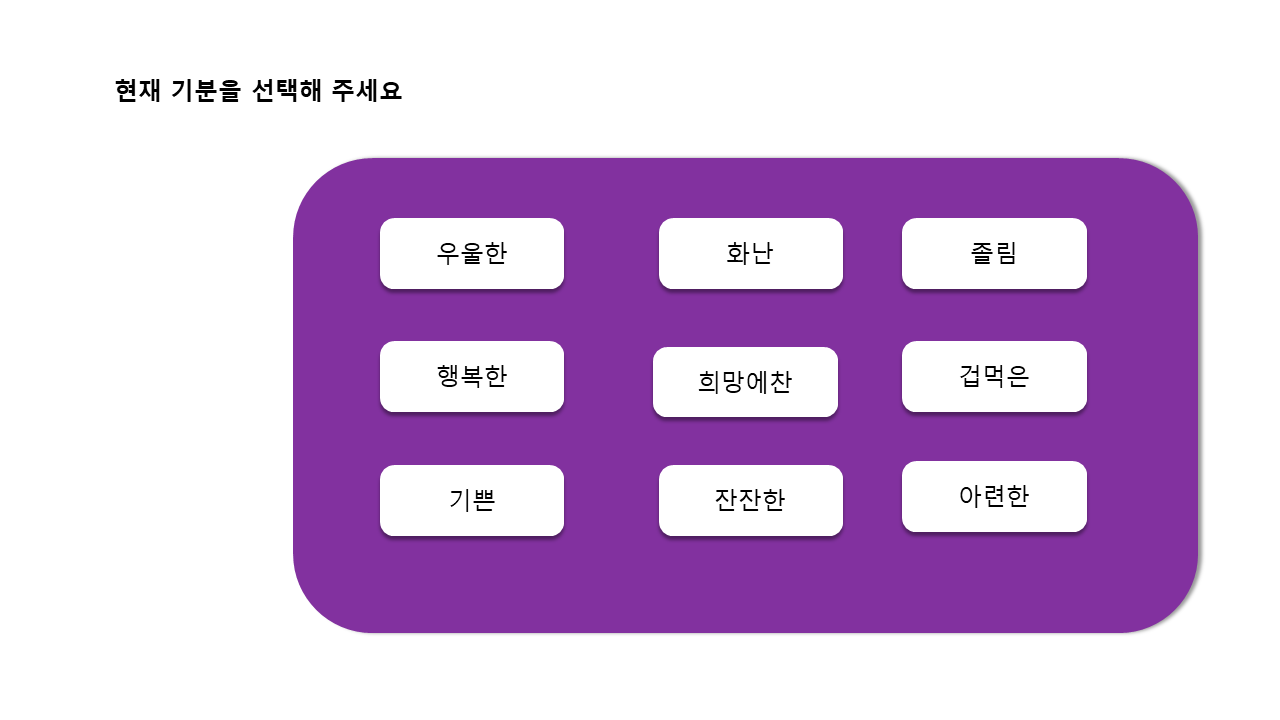 현재 기분을 선택해 주세요
우울한
화난
졸림
행복한
희망에찬
겁먹은
기쁜
잔잔한
아련한